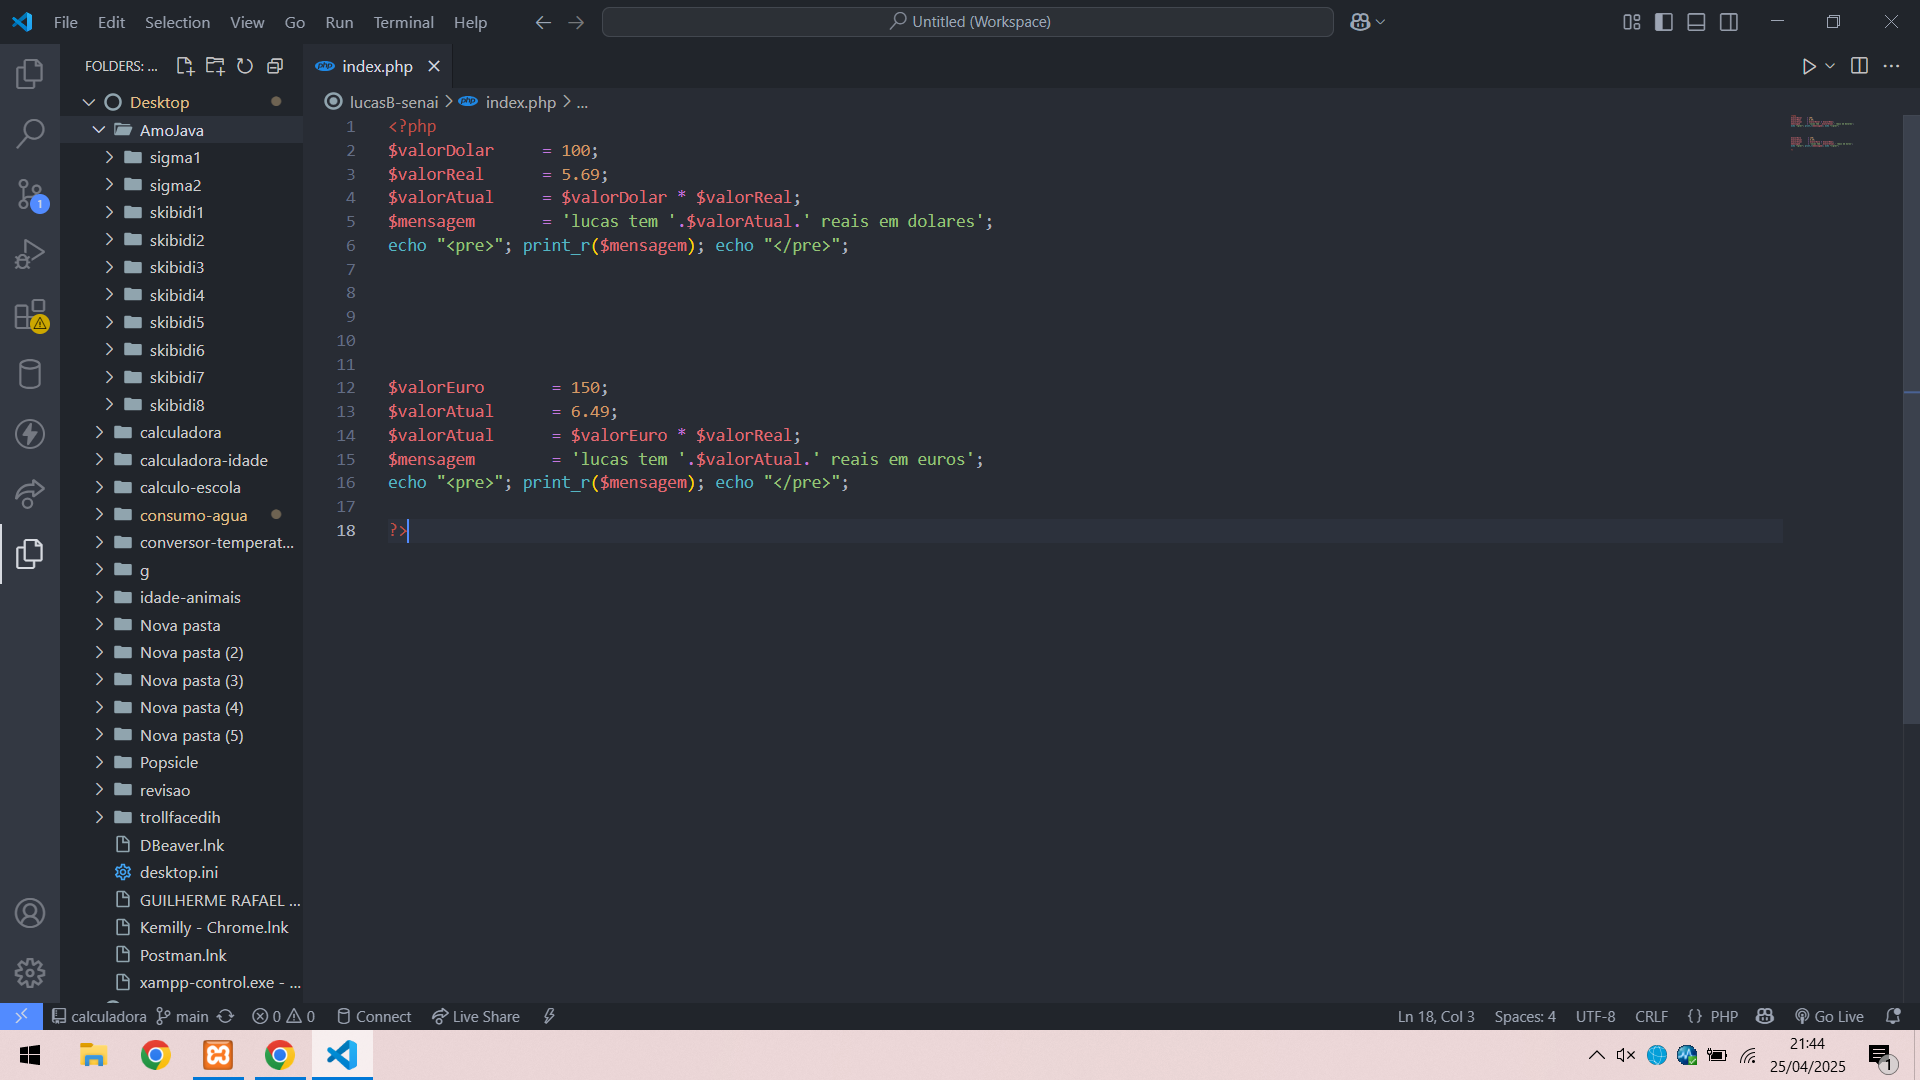 File Edit Selection View Go Run Terminal Help
Untitled (Workspace)
FOLDERS: ...
index.php
Desktop
AmoJava
sigma1
sigma2
skibidi1
skibidi2
skibidi3
skibidi4
skibidi5
skibidi6
skibidi7
skibidi8
calculadora
calculadora-idade
calculo-escola
consumo-agua
conversor-temperat...
g
idade-animais
Nova pasta
Nova pasta (2)
Nova pasta (3)
Nova pasta (4)
Nova pasta (5)
Popsicle
revisao
trollfacedih
DBeaver.lnk
desktop.ini
GUILHERME RAFAEL ...
Kemilly - Chrome.lnk
Postman.lnk
xampp-control.exe - ...
lucasB-senai > index.php > ...
1 <?php
2 $valorDolar     = 100;
3 $valorReal      = 5.69;
4 $valorAtual     = $valorDolar * $valorReal;
5 $mensagem       = 'lucas tem '.$valorAtual.' reais em dolares';
6 echo "<pre>"; print_r($mensagem); echo "</pre>";
7
8
9
10
11
12 $valorEuro       = 150;
13 $valorAtual      = 6.49;
14 $valorAtual      = $valorEuro * $valorReal;
15 $mensagem        = 'lucas tem '.$valorAtual.' reais em euros';
16 echo "<pre>"; print_r($mensagem); echo "</pre>";
17
18 ?>
calculadora main 0 0 Connect Live Share
Ln 18, Col 3 Spaces: 4 UTF-8 CRLF {} PHP Go Live
1
21:44
25/04/2025
1